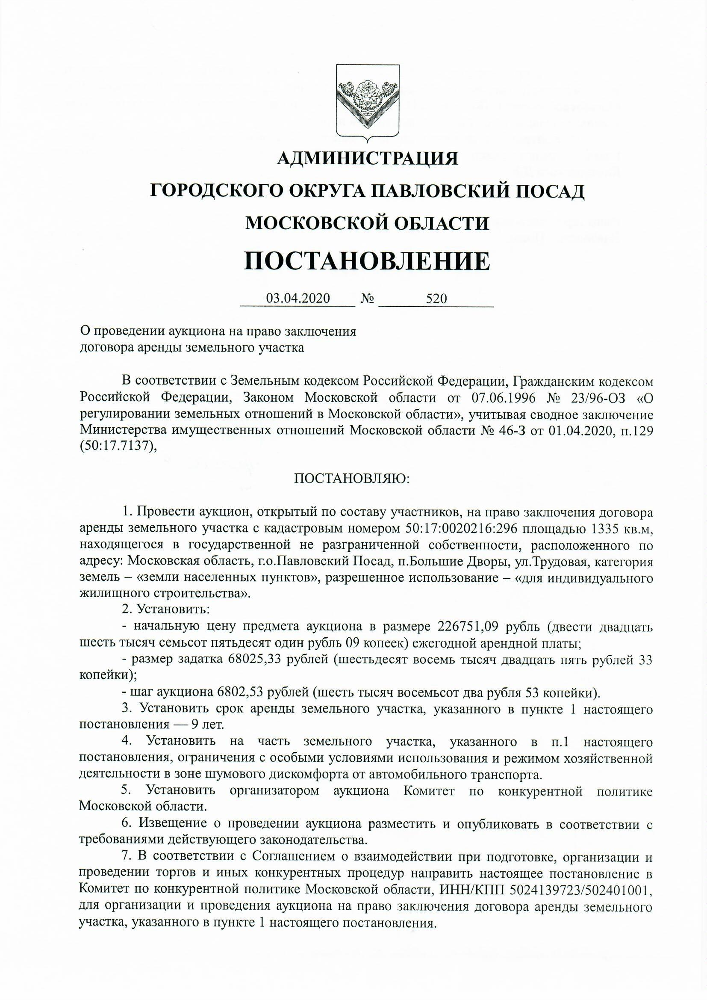 АДМИНИСТРАЦИЯ
ГОРОДСКОГО ОКРУГА ПАВЛОВСКИЙ ПОСАД
МОСКОВСКОЙ ОБЛАСТИ
ПОСТАНОВЛЕНИЕ
03.04.2020 № 520
О проведении аукциона на право заключения
договора аренды земельного участка
В соответствии с Земельным кодексом Российской Федерации, Гражданским кодексом
Российской Федерации, Законом Московской области от 07.06.1996 № 23/96-ОЗ «О
регулировании земельных отношений в Московской области», учитывая сводное заключение
Министерства имущественных отношений Московской области № 46-З от 01.04.2020, п.129
(50:17.7137),
ПОСТАНОВЛЯЮ:
1. Провести аукцион, открытый по составу участников, на право заключения договора
аренды земельного участка с кадастровым номером 50:17:0020216:296 площадью 1335 кв.м,
находящегося в государственной не разграниченной собственности, расположенного по
адресу: Московская область, г.о.Павловский Посад, п.Большие Дворы, ул.Трудовая, категория
земель – «земли населенных пунктов», разрешенное использование – «для индивидуального
жилищного строительства».
2. Установить:
- начальную цену предмета аукциона в размере 226751,09 рубль (двести двадцать
шесть тысяч семьсот пятьдесят один рубль 09 копеек) ежегодной арендной платы;
- размер задатка 68025,33 рублей (шестьдесят восемь тысяч двадцать пять рублей 33
копейки);
- шаг аукциона 6802,53 рублей (шесть тысяч восемьсот два рубля 53 копейки).
3. Установить срок аренды земельного участка, указанного в пункте 1 настоящего
постановления — 9 лет.
4. Установить на часть земельного участка, указанного в п.1 настоящего
постановления, ограничения с особыми условиями использования и режимом хозяйственной
деятельности в зоне шумового дискомфорта от автомобильного транспорта.
5. Установить организатором аукциона Комитет по конкурентной политике
Московской области.
6. Извещение о проведении аукциона разместить и опубликовать в соответствии с
требованиями действующего законодательства.
7. В соответствии с Соглашением о взаимодействии при подготовке, организации и
проведении торгов и иных конкурентных процедур направить настоящее постановление в
Комитет по конкурентной политике Московской области, ИНН/КПП 5024139723/502401001,
для организации и проведения аукциона на право заключения договора аренды земельного
участка, указанного в пункте 1 настоящего постановления.